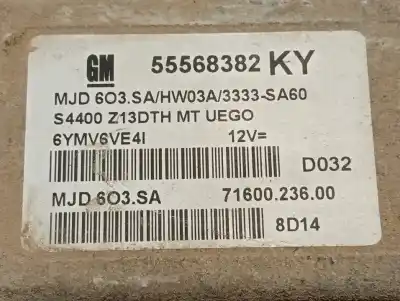 GM 55568382 KY
MJD 6O3.SA/HW03A/3333-SA60
S4400 Z13DTH MT UEGO
6YMV6VE4I 12V=
D032
MJD 6O3.SA 71600.236.00
8D14